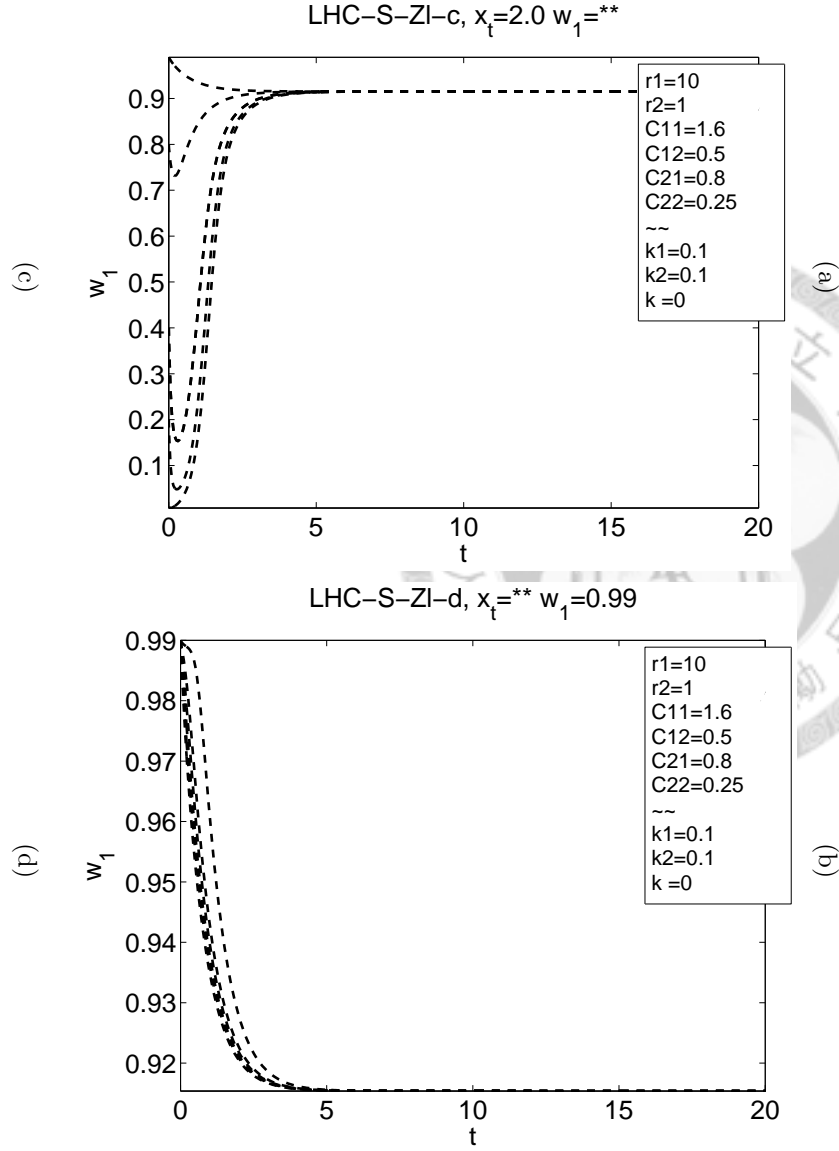 LHC-S-ZI-c, x_t=2.0 w_1=**
0.9
0.8
0.7
0.6
0.5
0.4
0.3
0.2
0.1
w_1
0 5 10 15 20
t
r1=10
r2=1
C11=1.6
C12=0.5
C21=0.8
C22=0.25
~~
k1=0.1
k2=0.1
k =0
(c)
(a)
LHC-S-ZI-d, x_t=** w_1=0.99
0.99
0.98
0.97
0.96
0.95
0.94
0.93
0.92
w_1
0 5 10 15 20
t
r1=10
r2=1
C11=1.6
C12=0.5
C21=0.8
C22=0.25
~~
k1=0.1
k2=0.1
k =0
(d)
(b)
立